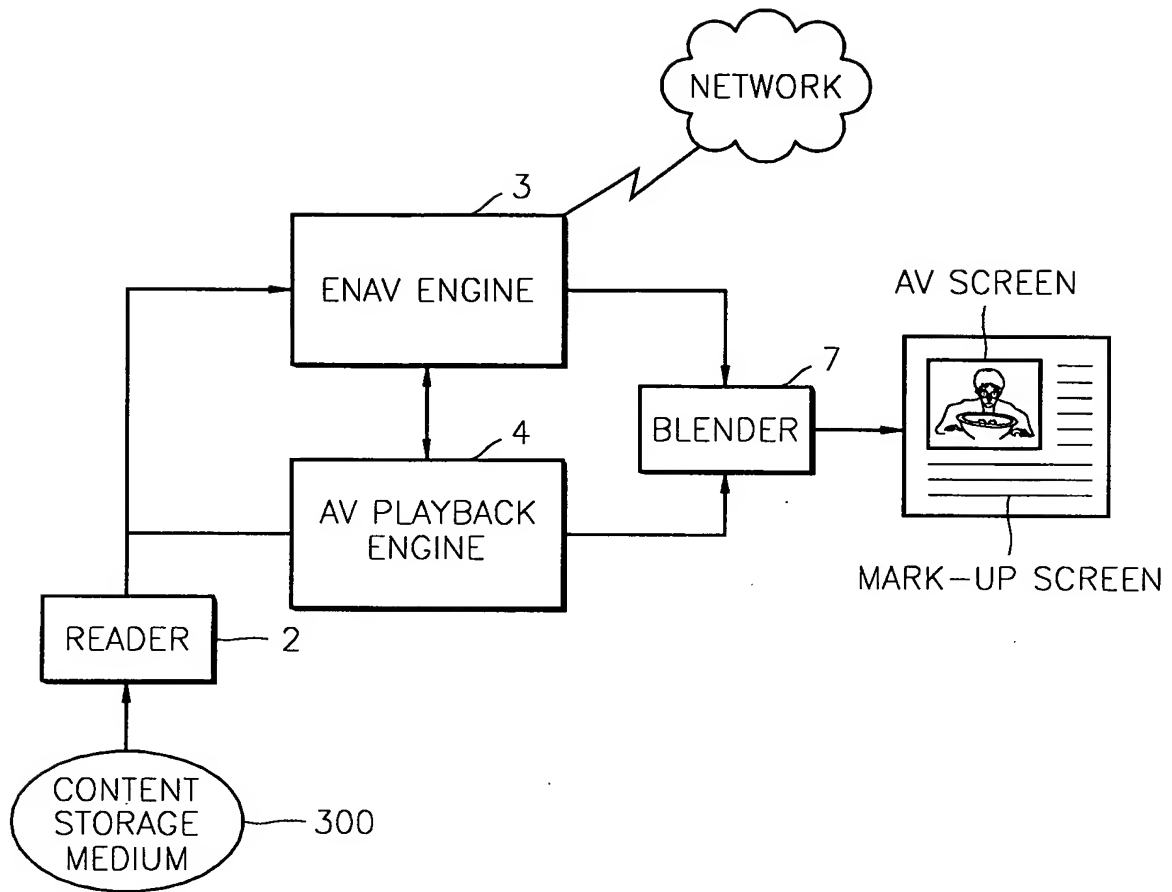 NETWORK
3
ENAV ENGINE
AV SCREEN
7
BLENDER
4
AV PLAYBACK
ENGINE
MARK-UP SCREEN
READER
2
CONTENT
STORAGE
MEDIUM
300